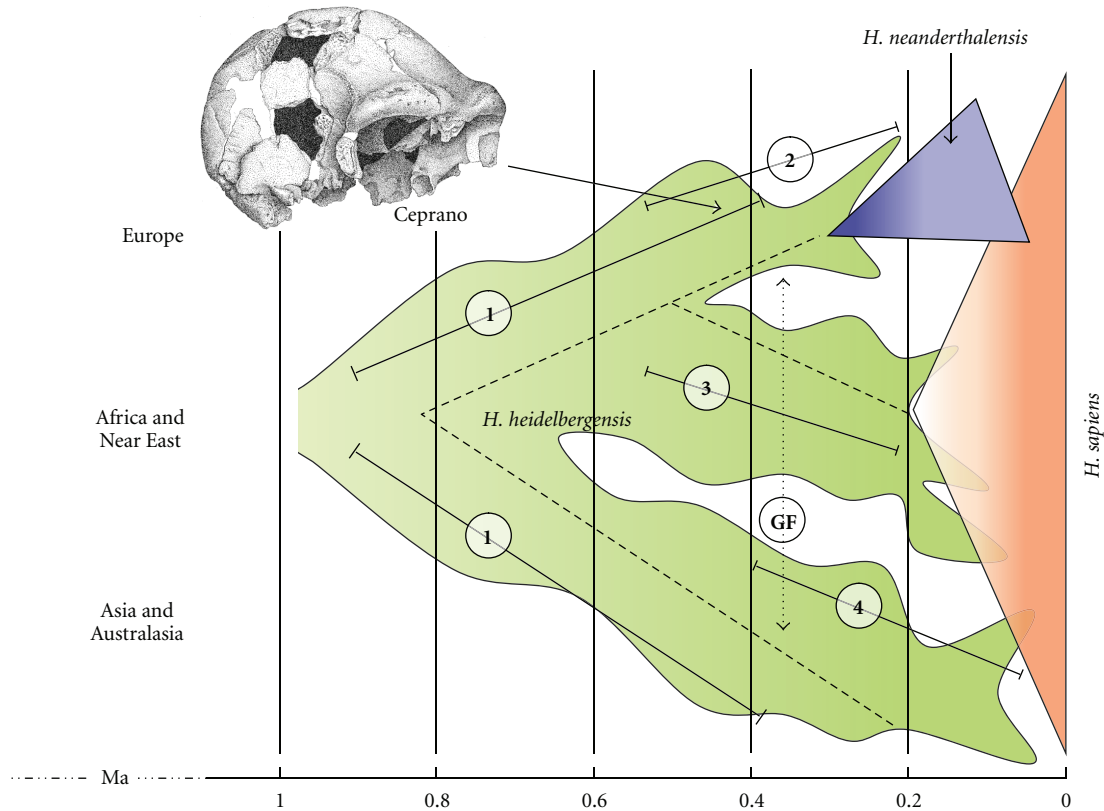 H. neanderthalensis
2
Ceprano
Europe
1
3
Africa and
Near East
H. heidelbergensis
H. sapiens
GF
1
4
Asia and
Australasia
Ma
1
0.8
0.6
0.4
0.2
0